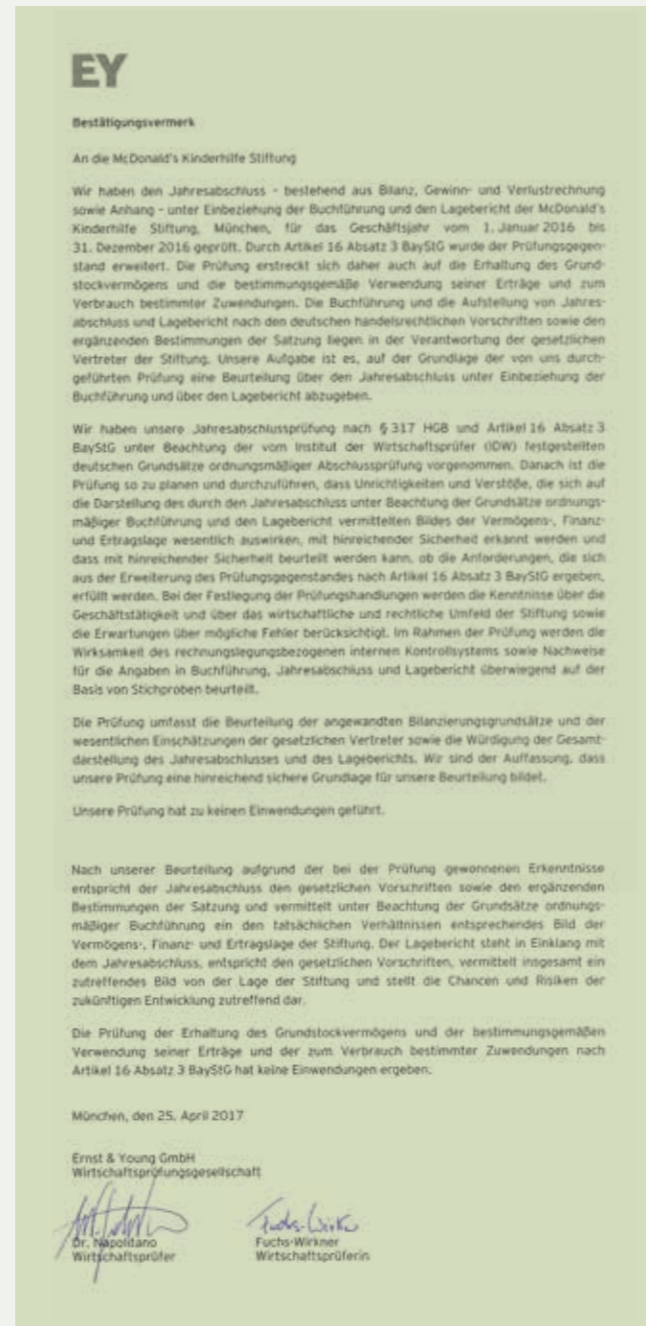 EY
Bestätigungsvermerk
An die McDonald's Kinderhilfe Stiftung
Wir haben den Jahresabschluss - bestehend aus Bilanz, Gewinn- und Verlustrechnung
sowie Anhang - unter Einbeziehung der Buchführung und den Lagebericht der McDonald's
Kinderhilfe Stiftung, München, für das Geschäftsjahr vom 1. Januar 2016 bis
31. Dezember 2016 geprüft. Durch Artikel 16 Absatz 3 BayStG wurde der Prüfungsgegen-
stand erweitert. Die Prüfung erstreckt sich daher auch auf die Erhaltung des Grund-
stockvermögens und die bestimmungsgemäße Verwendung seiner Erträge und zum
Verbrauch bestimmter Zuwendungen. Die Buchführung und die Aufstellung von Jahres-
abschluss und Lagebericht nach den deutschen handelsrechtlichen Vorschriften sowie den
ergänzenden Bestimmungen der Satzung liegen in der Verantwortung der gesetzlichen
Vertreter der Stiftung. Unsere Aufgabe ist es, auf der Grundlage der von uns durch-
geführten Prüfung eine Beurteilung über den Jahresabschluss unter Einbeziehung der
Buchführung und über den Lagebericht abzugeben.
Wir haben unsere Jahresabschlussprüfung nach § 317 HGB und Artikel 16 Absatz 3
BayStG unter Beachtung der vom Institut der Wirtschaftsprüfer (IDW) festgestellten
deutschen Grundsätze ordnungsmäßiger Abschlussprüfung vorgenommen. Danach ist die
Prüfung so zu planen und durchzuführen, dass Unrichtigkeiten und Verstöße, die sich auf
die Darstellung des durch den Jahresabschluss unter Beachtung der Grundsätze ordnungs-
mäßiger Buchführung und den Lagebericht vermittelten Bildes der Vermögens-, Finanz-
und Ertragslage wesentlich auswirken, mit hinreichender Sicherheit erkannt werden und
dass mit hinreichender Sicherheit beurteilt werden kann, ob die Anforderungen, die sich
aus der Erweiterung des Prüfungsgegenstandes nach Artikel 16 Absatz 3 BayStG ergeben,
erfüllt werden. Bei der Festlegung der Prüfungshandlungen werden die Kenntnisse über die
Geschäftstätigkeit und über das wirtschaftliche und rechtliche Umfeld der Stiftung sowie
die Erwartungen über mögliche Fehler berücksichtigt. Im Rahmen der Prüfung werden die
Wirksamkeit des rechnungslegungsbezogenen internen Kontrollsystems sowie Nachweise
für die Angaben in Buchführung, Jahresabschluss und Lagebericht überwiegend auf der
Basis von Stichproben beurteilt.
Die Prüfung umfasst die Beurteilung der angewandten Bilanzierungsgrundsätze und der
wesentlichen Einschätzungen der gesetzlichen Vertreter sowie die Würdigung der Gesamt-
darstellung des Jahresabschlusses und des Lageberichts. Wir sind der Auffassung, dass
unsere Prüfung eine hinreichend sichere Grundlage für unsere Beurteilung bildet.
Unsere Prüfung hat zu keinen Einwendungen geführt.
Nach unserer Beurteilung aufgrund der bei der Prüfung gewonnenen Erkenntnisse
entspricht der Jahresabschluss den gesetzlichen Vorschriften sowie den ergänzenden
Bestimmungen der Satzung und vermittelt unter Beachtung der Grundsätze ordnungs-
mäßiger Buchführung ein den tatsächlichen Verhältnissen entsprechendes Bild der
Vermögens-, Finanz- und Ertragslage der Stiftung. Der Lagebericht steht in Einklang mit
dem Jahresabschluss, entspricht den gesetzlichen Vorschriften, vermittelt insgesamt ein
zutreffendes Bild von der Lage der Stiftung und stellt die Chancen und Risiken der
zukünftigen Entwicklung zutreffend dar.
Die Prüfung der Erhaltung des Grundstockvermögens und der bestimmungsgemäßen
Verwendung seiner Erträge und der zum Verbrauch bestimmter Zuwendungen nach
Artikel 16 Absatz 3 BayStG hat keine Einwendungen ergeben.
München, den 25. April 2017
Ernst & Young GmbH
Wirtschaftsprüfungsgesellschaft
Fuchs-Wirkn
Dr. Napolitano Fuchs-Wirkner
Wirtschaftsprüfer Wirtschaftsprüferin